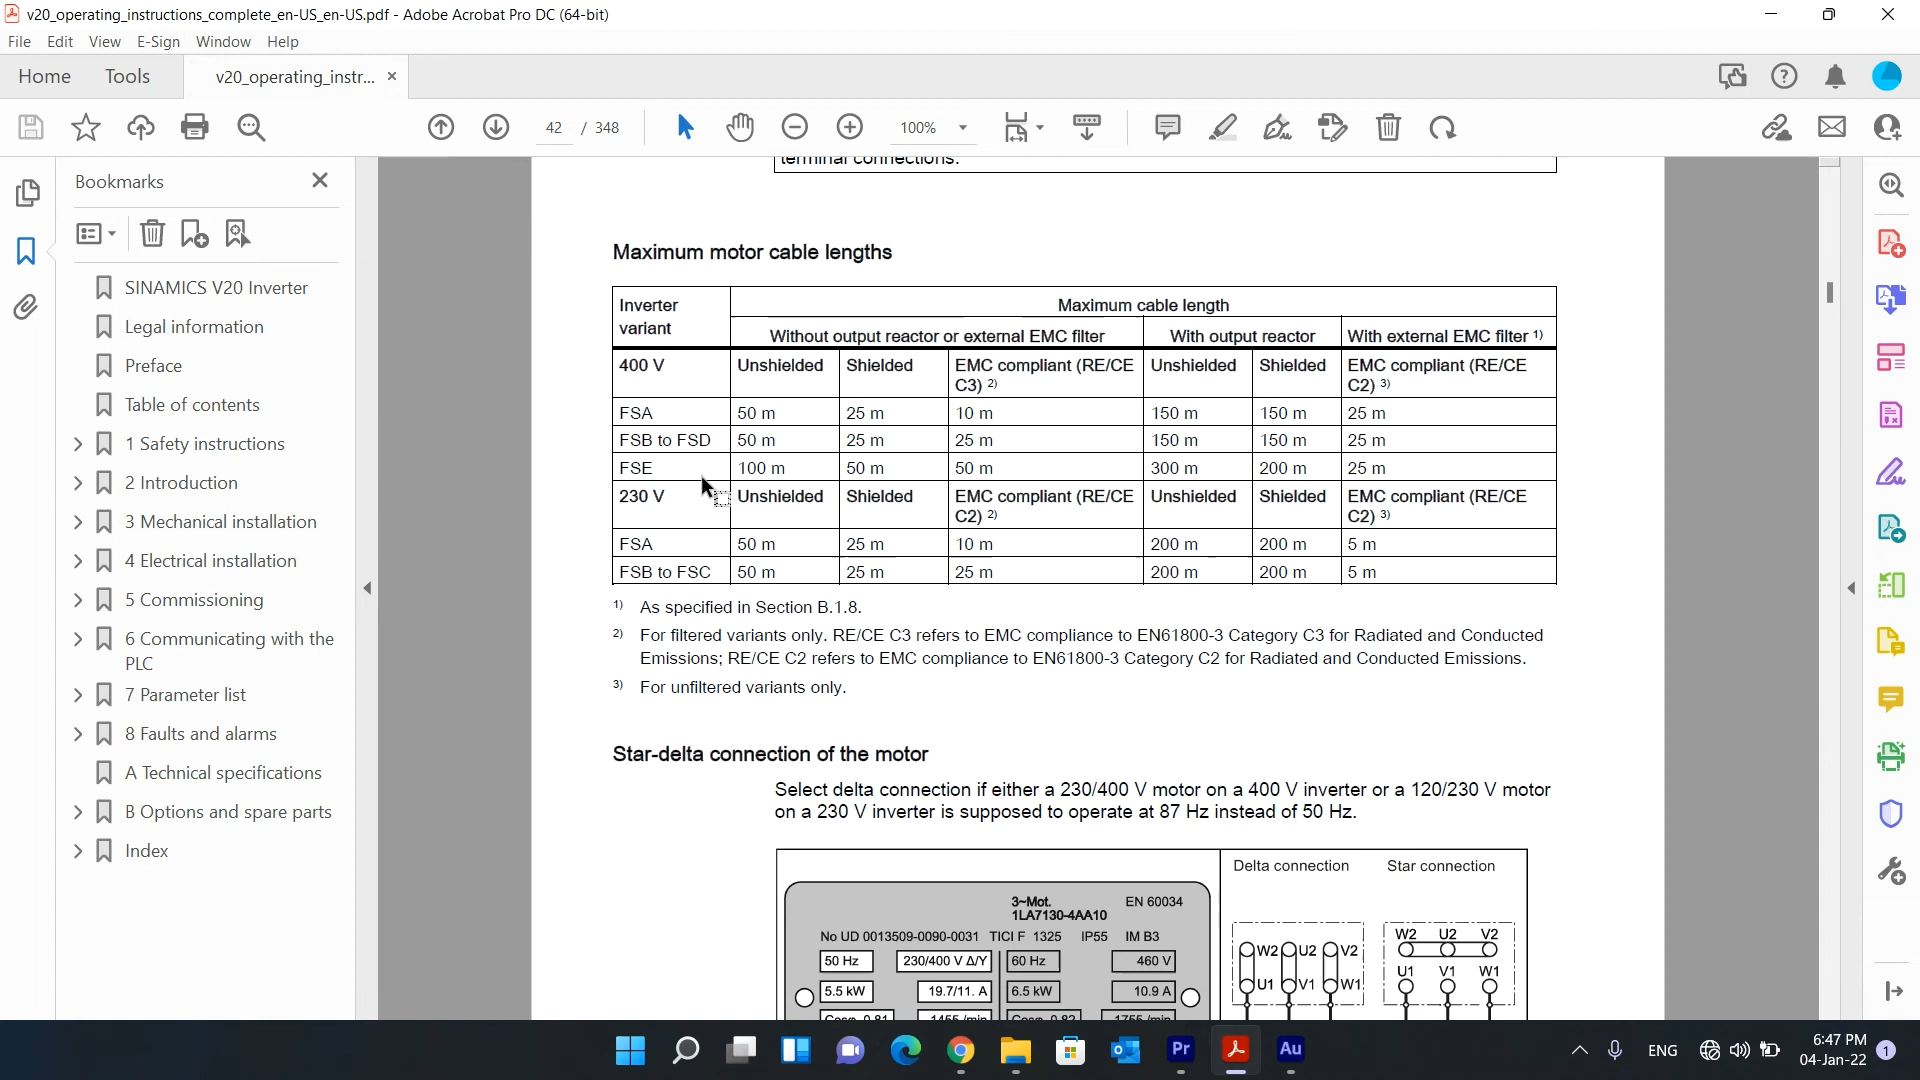 v20_operating_instructions_complete_en-US_en-US.pdf - Adobe Acrobat Pro DC (64-bit)
File Edit View E-Sign Window Help
Home Tools v20_operating_instr... ×
42 / 348 100%
Bookmarks
SINAMICS V20 Inverter
Legal information
Preface
Table of contents
1 Safety instructions
2 Introduction
3 Mechanical installation
4 Electrical installation
5 Commissioning
6 Communicating with the
PLC
7 Parameter list
8 Faults and alarms
A Technical specifications
B Options and spare parts
Index
terminal connections.
Maximum motor cable lengths
Inverter variant Maximum cable length
Without output reactor or external EMC filter With output reactor With external EMC filter 1)
400 V Unshielded Shielded EMC compliant (RE/CE C3) 2) Unshielded Shielded EMC compliant (RE/CE C2) 3)
FSA 50 m 25 m 10 m 150 m 150 m 25 m
FSB to FSD 50 m 25 m 25 m 150 m 150 m 25 m
FSE 100 m 50 m 50 m 300 m 200 m 25 m
230 V Unshielded Shielded EMC compliant (RE/CE C2) 2) Unshielded Shielded EMC compliant (RE/CE C2) 3)
FSA 50 m 25 m 10 m 200 m 200 m 5 m
FSB to FSC 50 m 25 m 25 m 200 m 200 m 5 m
1) As specified in Section B.1.8.
2) For filtered variants only. RE/CE C3 refers to EMC compliance to EN61800-3 Category C3 for Radiated and Conducted
Emissions; RE/CE C2 refers to EMC compliance to EN61800-3 Category C2 for Radiated and Conducted Emissions.
3) For unfiltered variants only.
Star-delta connection of the motor
Select delta connection if either a 230/400 V motor on a 400 V inverter or a 120/230 V motor
on a 230 V inverter is supposed to operate at 87 Hz instead of 50 Hz.
3~Mot. EN 60034
1LA7130-4AA10
No UD 0013509-0090-0031 TICI F 1325 IP55 IM B3
50 Hz 230/400 V Δ/Y 60 Hz 460 V
5.5 kW 19.7/11. A 6.5 kW 10.9 A
Cosφ 0.81 1455 /min Cosφ 0.82 1755 /min
Delta connection Star connection
W2 U2 V2
U1 V1 W1
W2 U2 V2
U1 V1 W1
Pr Au
ENG
6:47 PM
04-Jan-22 1